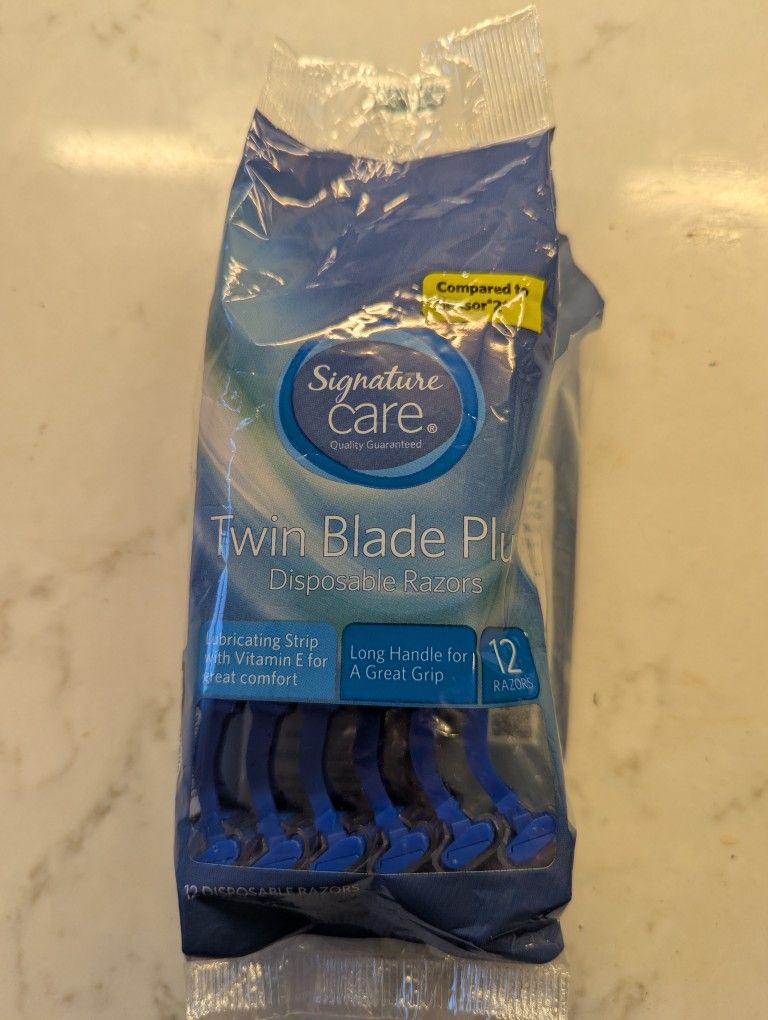 Compared to
Signature
care®
Quality Guaranteed
Twin Blade Plu
Disposable Razors
Lubricating Strip
with Vitamin E for
great comfort
Long Handle for
A Great Grip
12
RAZORS
12 DISPOSABLE RAZORS